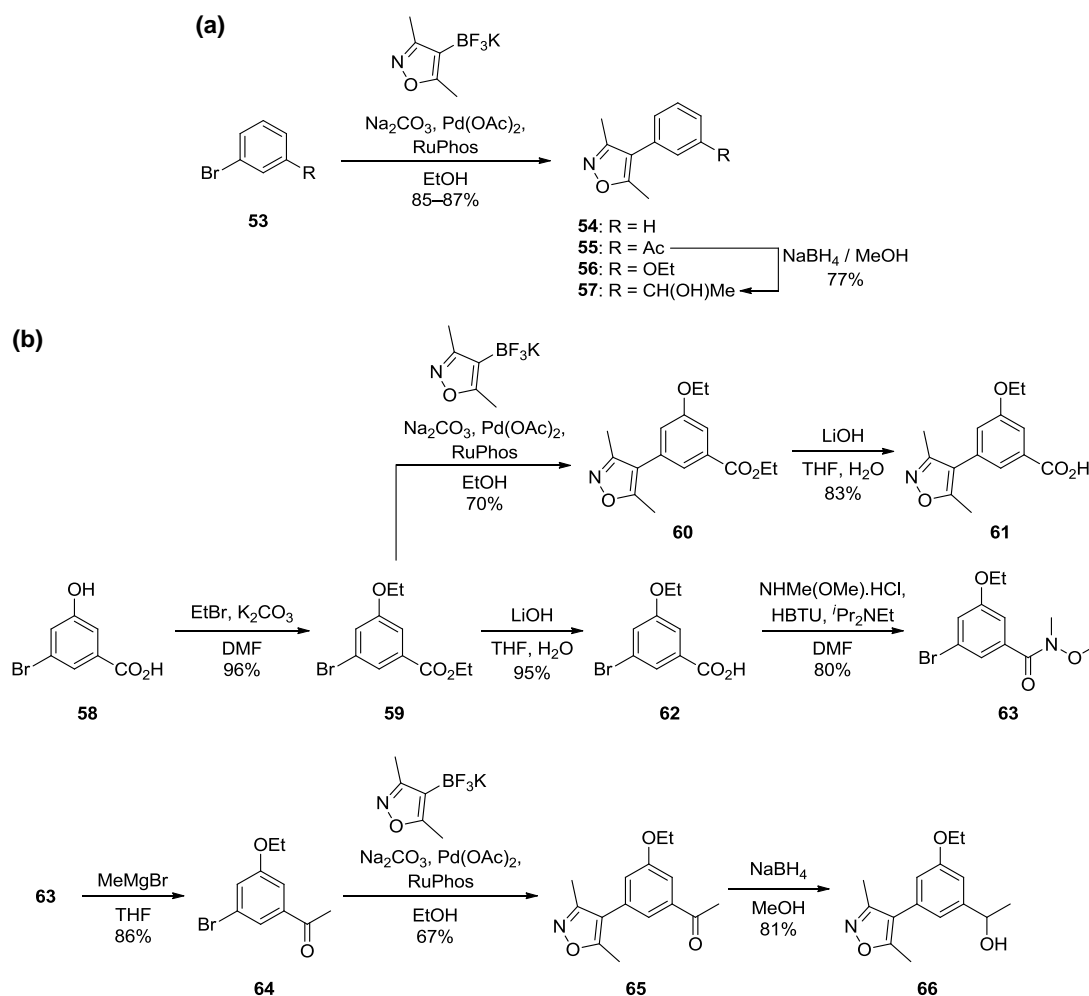 (a)
BF3K
N
O
Na2CO3, Pd(OAc)2,
RuPhos
EtOH
85–87%
Br
R
53
N
O
R
54: R = H
55: R = Ac
56: R = OEt
57: R = CH(OH)Me
NaBH4 / MeOH
77%
(b)
BF3K
N
O
Na2CO3, Pd(OAc)2,
RuPhos
EtOH
70%
OEt
N
O
CO2Et
60
LiOH
THF, H2O
83%
OEt
N
O
CO2H
61
OH
Br
CO2H
58
EtBr, K2CO3
DMF
96%
OEt
Br
CO2Et
59
LiOH
THF, H2O
95%
OEt
Br
CO2H
62
NHMe(OMe).HCl,
HBTU, iPr2NEt
DMF
80%
OEt
Br
N
O
O
63
63
MeMgBr
THF
86%
OEt
Br
O
64
BF3K
N
O
Na2CO3, Pd(OAc)2,
RuPhos
EtOH
67%
OEt
N
O
O
65
NaBH4
MeOH
81%
OEt
N
O
OH
66